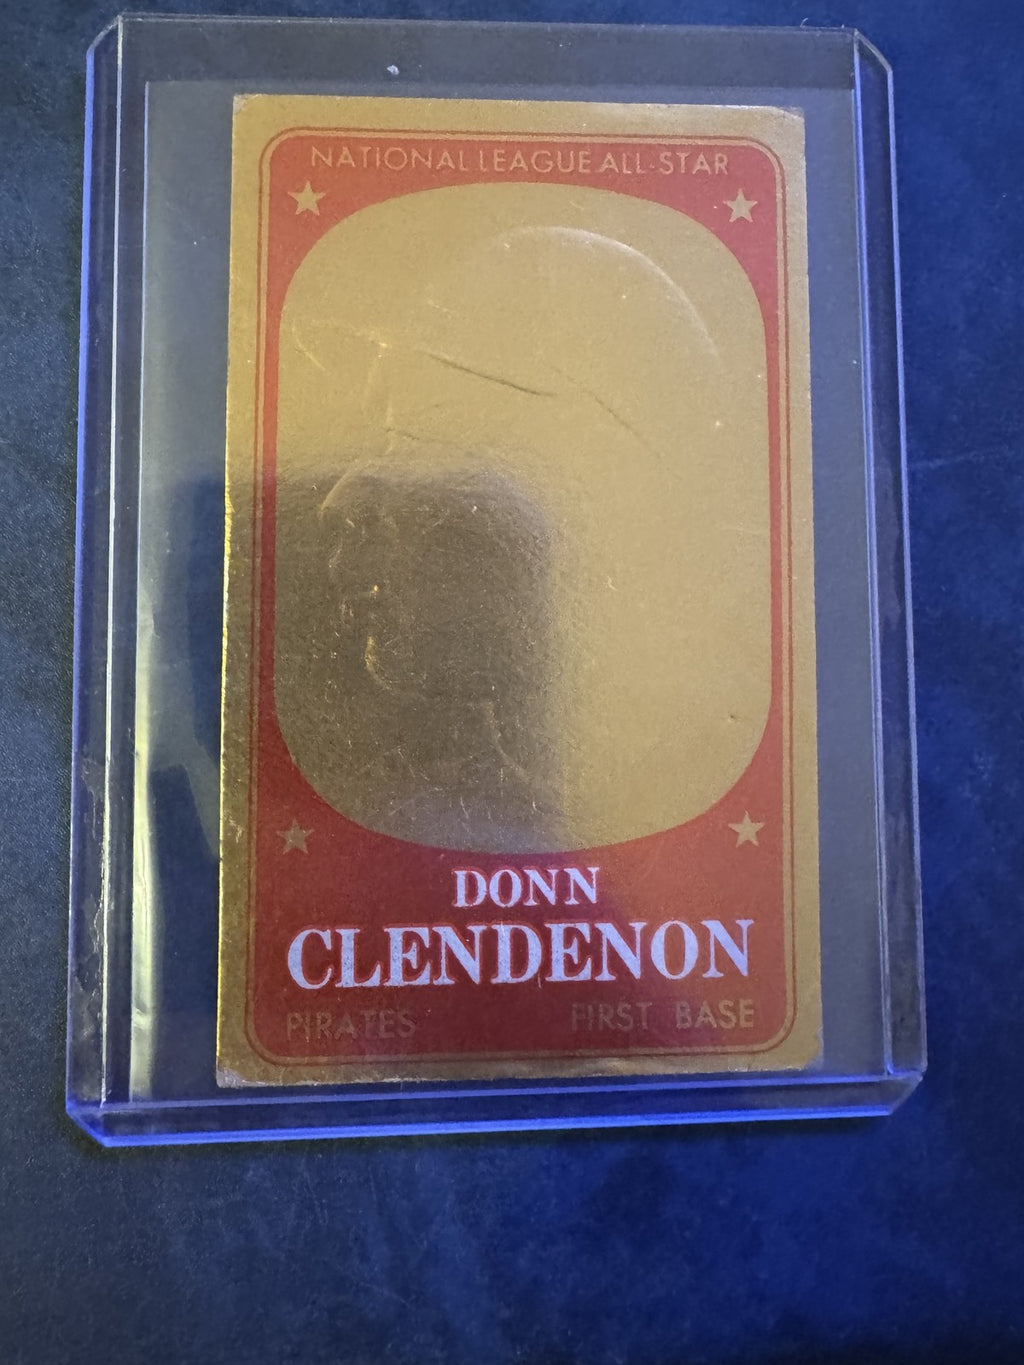 NATIONAL LEAGUE ALL-STAR
DONN
CLENDENON
PIRATES FIRST BASE